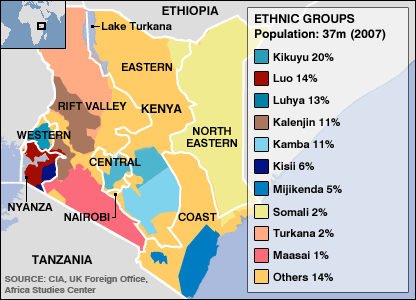 ETHIOPIA
Lake Turkana
EASTERN
RIFT VALLEY
KENYA
WESTERN
NORTH
EASTERN
CENTRAL
NYANZA
NAIROBI
COAST
TANZANIA
SOURCE: CIA, UK Foreign Office,
Africa Studies Center
ETHNIC GROUPS
Population: 37m (2007)
Kikuyu 20%
Luo 14%
Luhya 13%
Kalenjin 11%
Kamba 11%
Kisii 6%
Mijikenda 5%
Somali 2%
Turkana 2%
Maasai 1%
Others 14%